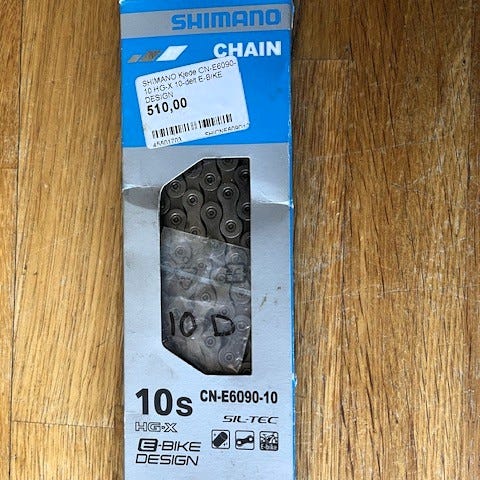 SHIMANO
CHAIN
SHIMANO Kjede CN-E6090-
10 HG-X 10-delt E-BIKE
DESIGN
510,00
10 D
10s CN-E6090-10
HG-X SIL-TEC
E-BIKE
DESIGN
E-bike